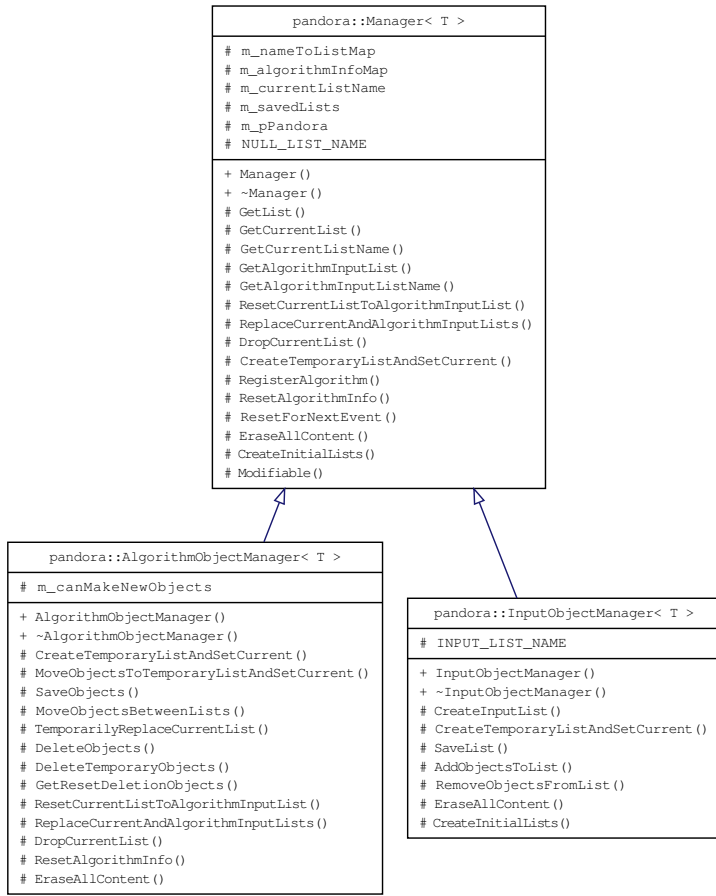 pandora::Manager< T >
# m_nameToListMap
# m_algorithmInfoMap
# m_currentListName
# m_savedLists
# m_pPandora
# NULL_LIST_NAME
+ Manager()
+ ~Manager()
# GetList()
# GetCurrentList()
# GetCurrentListName()
# GetAlgorithmInputList()
# GetAlgorithmInputListName()
# ResetCurrentListToAlgorithmInputList()
# ReplaceCurrentAndAlgorithmInputLists()
# DropCurrentList()
# CreateTemporaryListAndSetCurrent()
# RegisterAlgorithm()
# ResetAlgorithmInfo()
# ResetForNextEvent()
# EraseAllContent()
# CreateInitialLists()
# Modifiable()
pandora::AlgorithmObjectManager< T >
# m_canMakeNewObjects
+ AlgorithmObjectManager()
+ ~AlgorithmObjectManager()
# CreateTemporaryListAndSetCurrent()
# MoveObjectsToTemporaryListAndSetCurrent()
# SaveObjects()
# MoveObjectsBetweenLists()
# TemporarilyReplaceCurrentList()
# DeleteObjects()
# DeleteTemporaryObjects()
# GetResetDeletionObjects()
# ResetCurrentListToAlgorithmInputList()
# ReplaceCurrentAndAlgorithmInputLists()
# DropCurrentList()
# ResetAlgorithmInfo()
# EraseAllContent()
pandora::InputObjectManager< T >
# INPUT_LIST_NAME
+ InputObjectManager()
+ ~InputObjectManager()
# CreateInputList()
# CreateTemporaryListAndSetCurrent()
# SaveList()
# AddObjectsToList()
# RemoveObjectsFromList()
# EraseAllContent()
# CreateInitialLists()